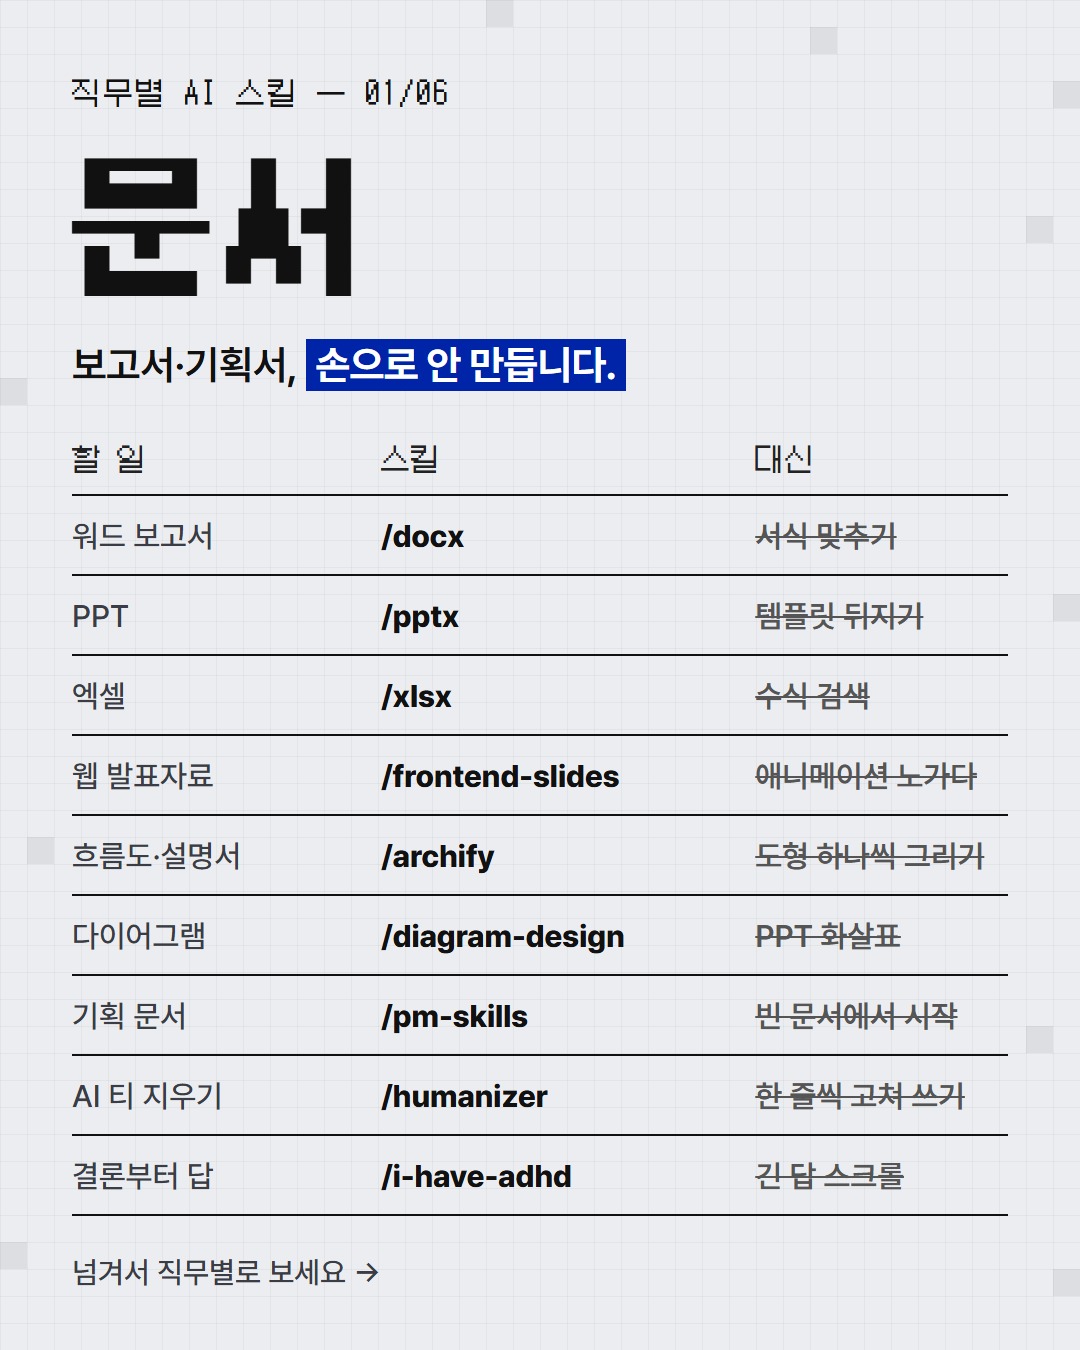 직무별 AI 스킬 — 01/06
문서
보고서·기획서, 손으로 안 만듭니다.
할 일 스킬 대신
워드 보고서 /docx 서식 맞추기
PPT /pptx 템플릿 뒤지기
엑셀 /xlsx 수식 검색
웹 발표자료 /frontend-slides 애니메이션 노가다
흐름도·설명서 /archify 도형 하나씩 그리기
다이어그램 /diagram-design PPT 화살표
기획 문서 /pm-skills 빈 문서에서 시작
AI 티 지우기 /humanizer 한 줄씩 고쳐 쓰기
결론부터 답 /i-have-adhd 긴 답 스크롤
넘겨서 직무별로 보세요 →